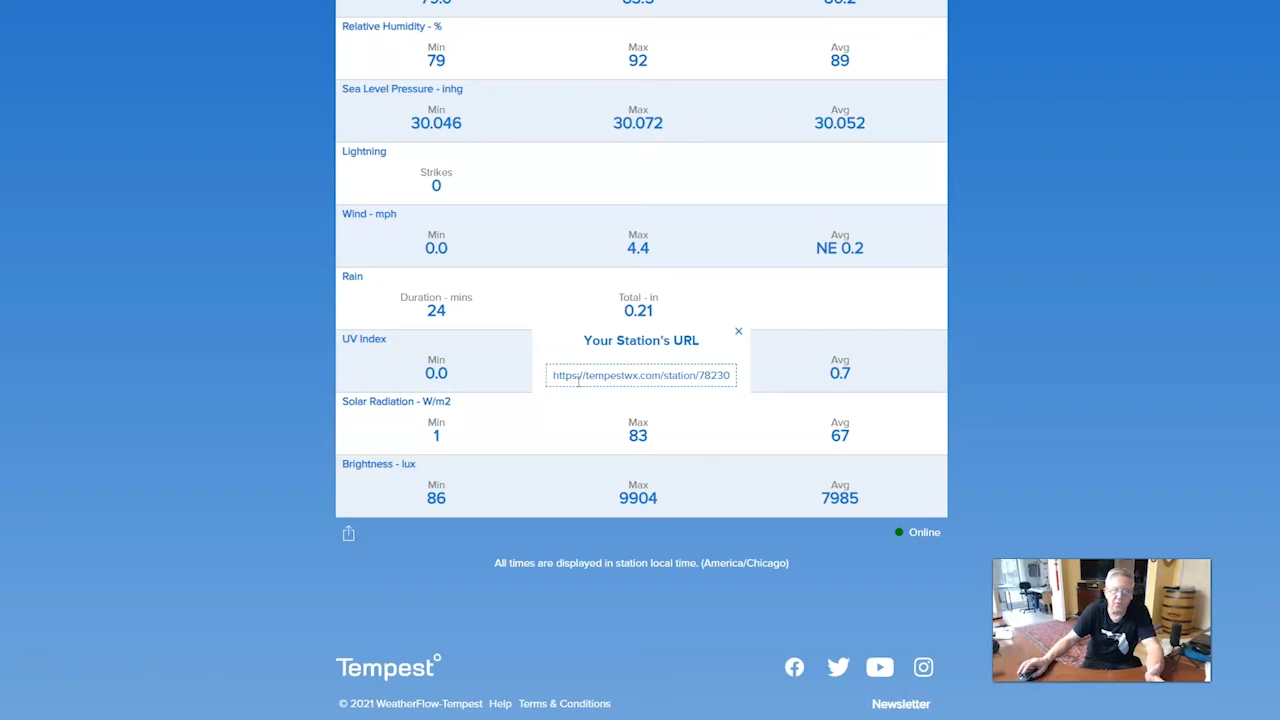 Relative Humidity - %
Min Max Avg
79 92 89
Sea Level Pressure - inhg
Min Max Avg
30.046 30.072 30.052
Lightning
Strikes
0
Wind - mph
Min Max Avg
0.0 4.4 NE 0.2
Rain
Duration - mins Total - in
24 0.21
Your Station's URL
UV Index
Min Avg
0.0 0.7
https://tempestwx.com/station/78230
Solar Radiation - W/m2
Min Max Avg
1 83 67
Brightness - lux
Min Max Avg
86 9904 7985
Online
All times are displayed in station local time. (America/Chicago)
Tempest°
© 2021 WeatherFlow-Tempest Help Terms & Conditions
Newsletter